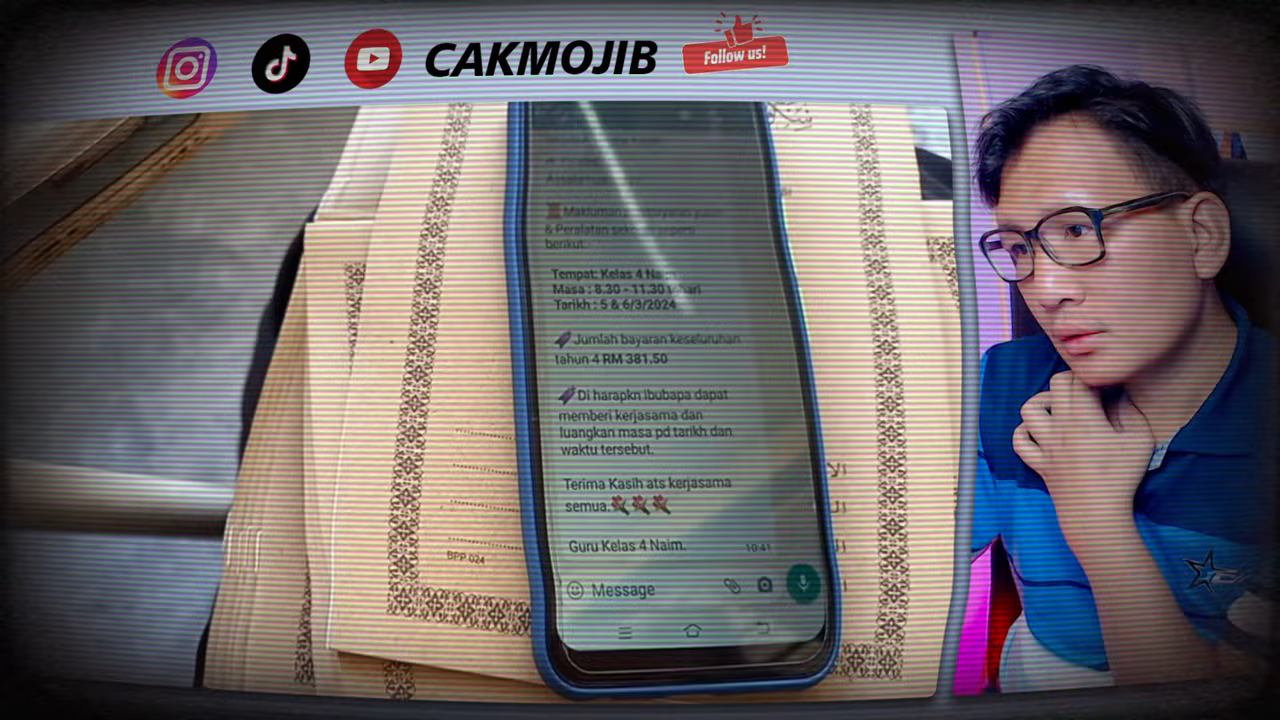 CAKMOJIB
Follow us!
& Peralatan
berikut.
Tempat: Kelas 4
Masa : 8.30 - 11.30
Tarikh : 5 & 6/3/2024
Jumlah bayaran keseluruhan
tahun 4 RM 381.50
Di harapkn ibubapa dapat
memberi kerjasama dan
luangkan masa pd tarikh dan
waktu tersebut.
Terima Kasih ats kerjasama
semua.
Guru Kelas 4 Naim.
10:41
Message
BPP 024